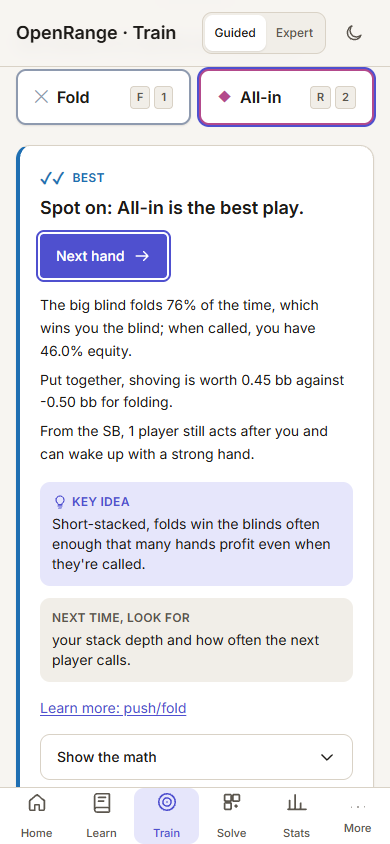 OpenRange · Train
Guided
Expert
Fold
F
1
All-in
R
2
BEST
Spot on: All-in is the best play.
Next hand →
The big blind folds 76% of the time, which
wins you the blind; when called, you have
46.0% equity.
Put together, shoving is worth 0.45 bb against
-0.50 bb for folding.
From the SB, 1 player still acts after you and
can wake up with a strong hand.
KEY IDEA
Short-stacked, folds win the blinds often
enough that many hands profit even when
they're called.
NEXT TIME, LOOK FOR
your stack depth and how often the next
player calls.
Learn more: push/fold
Show the math
Home
Learn
Train
Solve
Stats
More